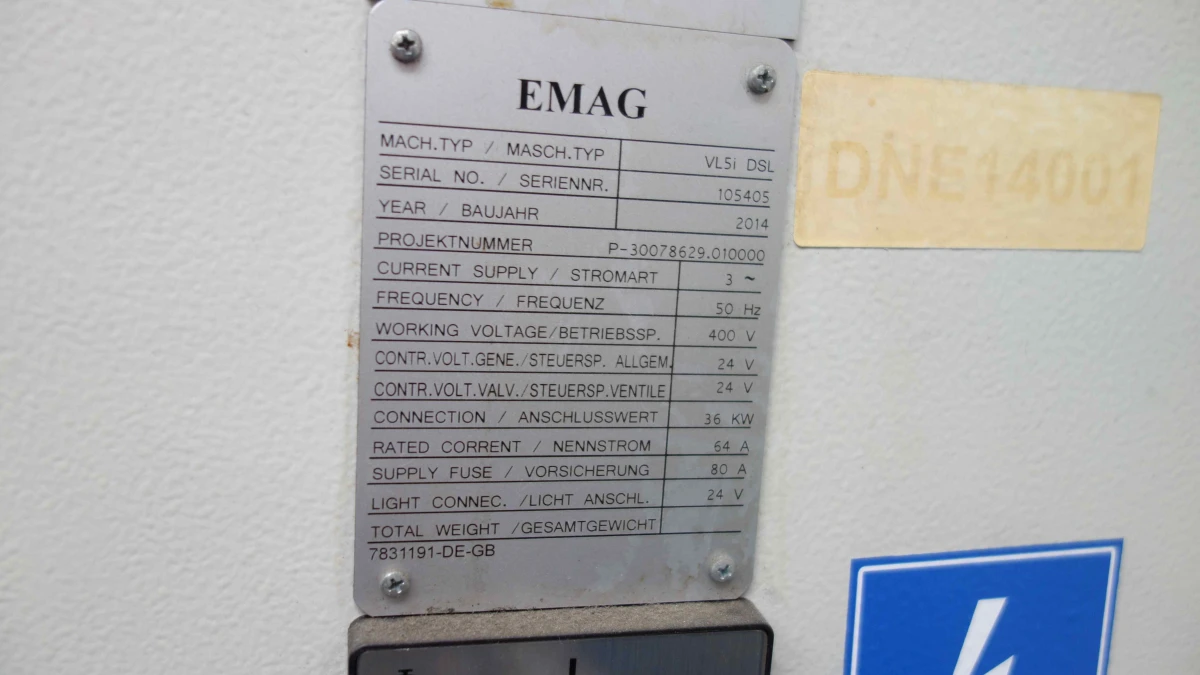 EMAG
MACH.TYP / MASCH.TYP VL5i DSL
SERIAL NO. / SERIENNR. 105405
YEAR / BAUJAHR 2014
PROJEKTNUMMER P-30078629.010000
CURRENT SUPPLY / STROMART 3 ~
FREQUENCY / FREQUENZ 50 Hz
WORKING VOLTAGE/BETRIEBSSP. 400 V
CONTR.VOLT.GENE./STEUERSP. ALLGEM. 24 V
CONTR.VOLT.VALV./STEUERSP.VENTILE 24 V
CONNECTION / ANSCHLUSSWERT 36 KW
RATED CORRENT / NENNSTROM 64 A
SUPPLY FUSE / VORSICHERUNG 80 A
LIGHT CONNEC. /LICHT ANSCHL. 24 V
TOTAL WEIGHT /GESAMTGEWICHT
7831191-DE-GB
DNE14001